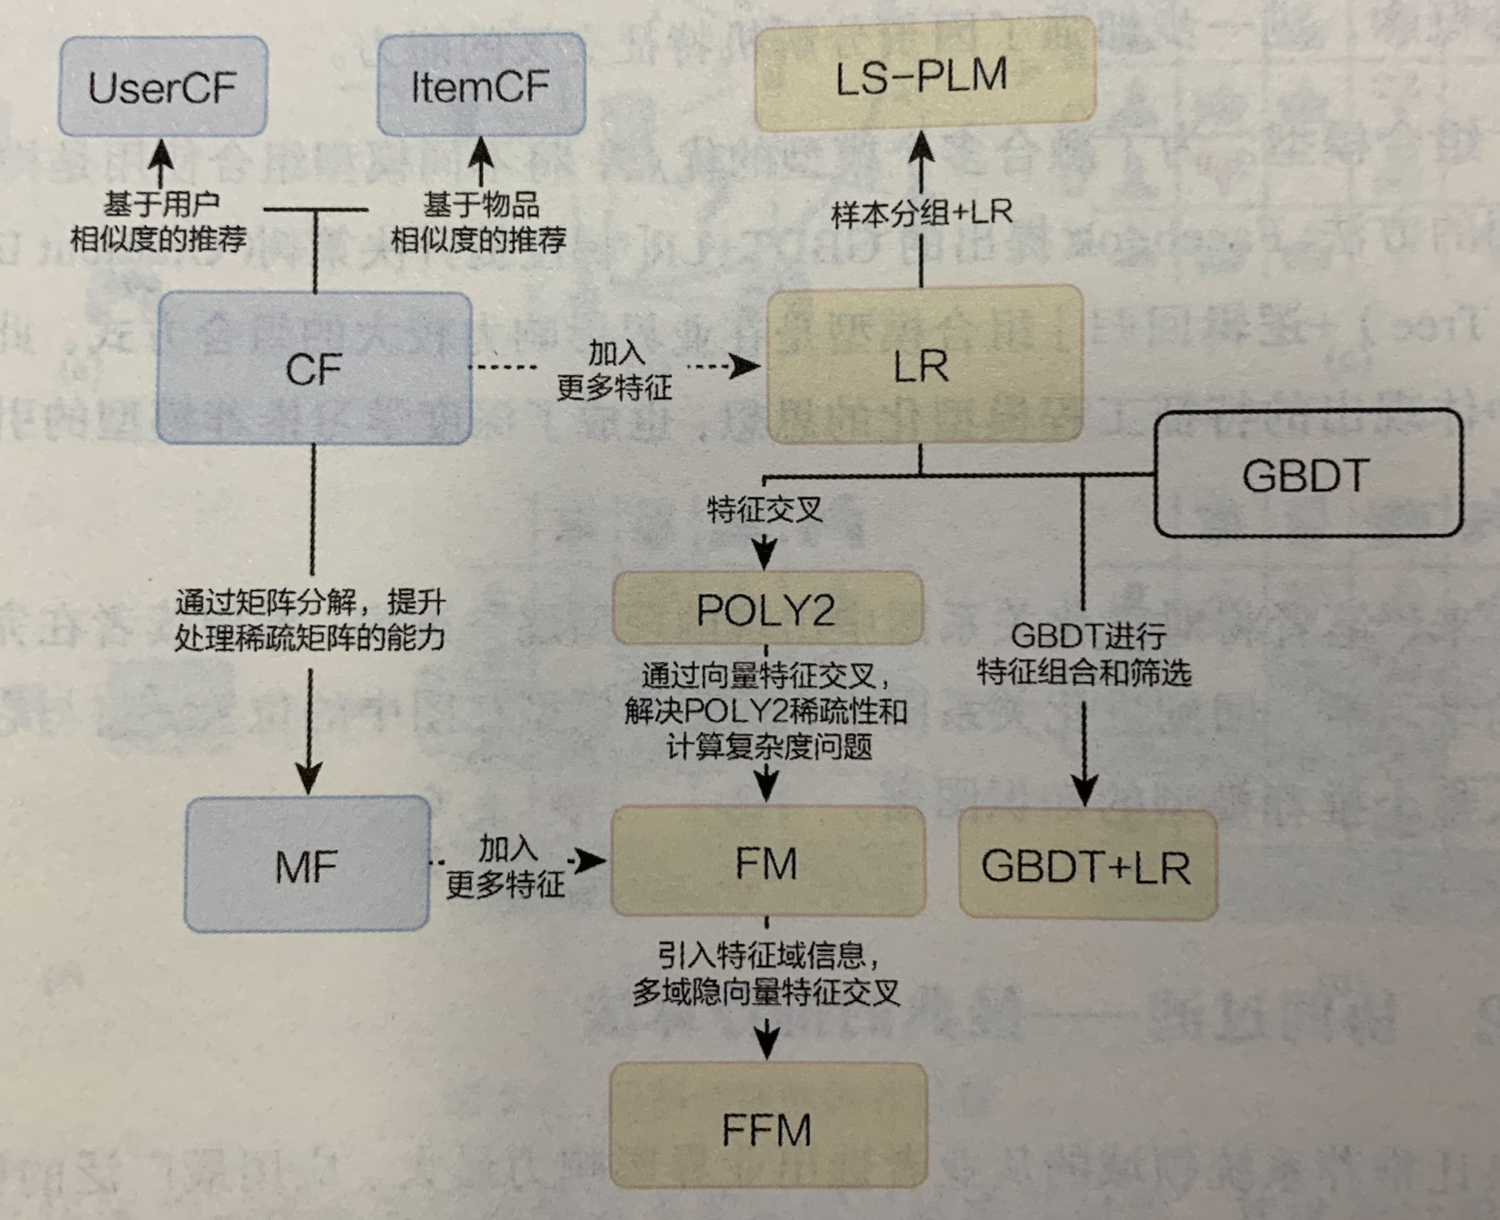 UserCF
ItemCF
LS-PLM
基于用户
相似度的推荐
基于物品
相似度的推荐
样本分组+LR
CF
加入
更多特征
LR
GBDT
特征交叉
通过矩阵分解，提升
处理稀疏矩阵的能力
POLY2
GBDT进行
特征组合和筛选
通过向量特征交叉，
解决POLY2稀疏性和
计算复杂度问题
MF
加入
更多特征
FM
GBDT+LR
引入特征域信息，
多域隐向量特征交叉
FFM